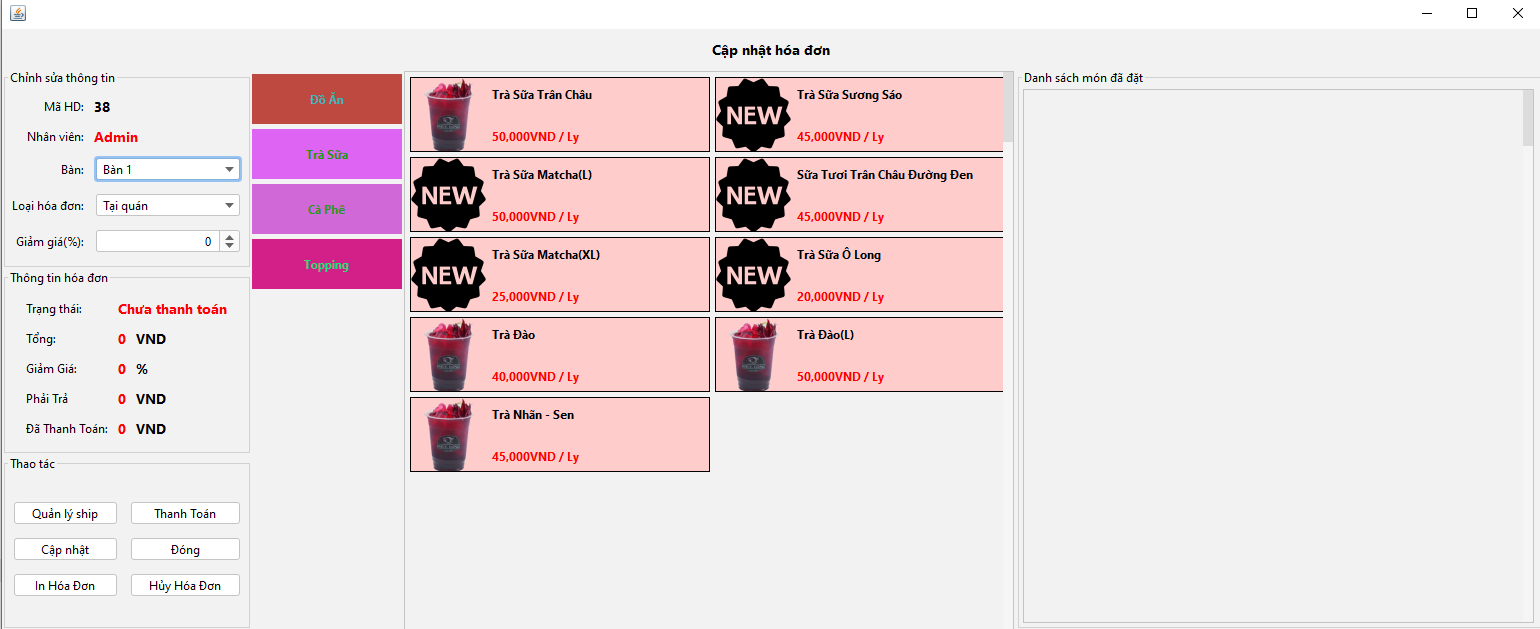 Cập nhật hóa đơn
Chỉnh sửa thông tin
Mã HD: 38
Nhân viên: Admin
Bàn: Bàn 1
Loại hóa đơn: Tại quán
Giảm giá(%): 0
Thông tin hóa đơn
Trạng thái: Chưa thanh toán
Tổng: 0 VND
Giảm Giá: 0 %
Phải Trả 0 VND
Đã Thanh Toán: 0 VND
Thao tác
Quản lý ship
Thanh Toán
Cập nhật
Đóng
In Hóa Đơn
Hủy Hóa Đơn
Đồ Ăn
Trà Sữa
Cà Phê
Topping
Trà Sữa Trân Châu
50,000VND / Ly
NEW
Trà Sữa Sương Sáo
45,000VND / Ly
NEW
Trà Sữa Matcha(L)
50,000VND / Ly
NEW
Sữa Tươi Trân Châu Đường Đen
45,000VND / Ly
NEW
Trà Sữa Matcha(XL)
25,000VND / Ly
NEW
Trà Sữa Ô Long
20,000VND / Ly
Trà Đào
40,000VND / Ly
Trà Đào(L)
50,000VND / Ly
Trà Nhãn - Sen
45,000VND / Ly
Danh sách món đã đặt